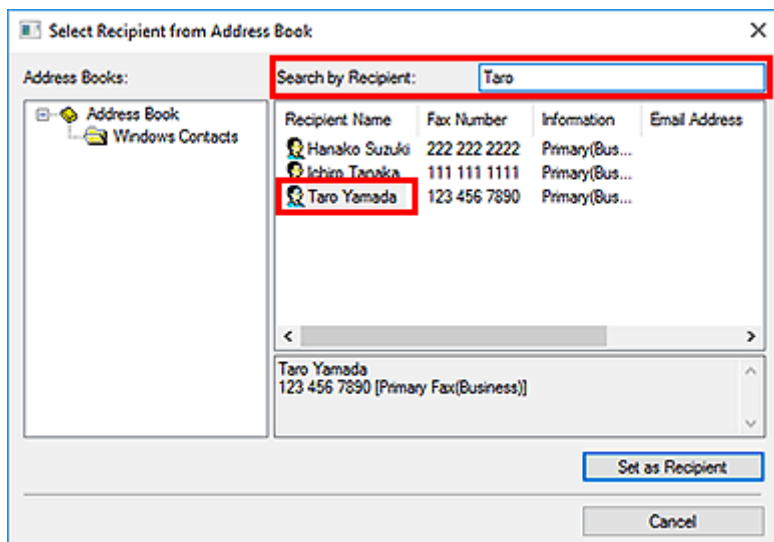 Select Recipient from Address Book
Address Books:
Search by Recipient: Taro
Address Book
Windows Contacts
Recipient Name Fax Number Information Email Address
Hanako Suzuki 222 222 2222 Primary(Bus...
Ichiro Tanaka 111 111 1111 Primary(Bus...
Taro Yamada 123 456 7890 Primary(Bus...
Taro Yamada
123 456 7890 [Primary Fax(Business)]
Set as Recipient
Cancel